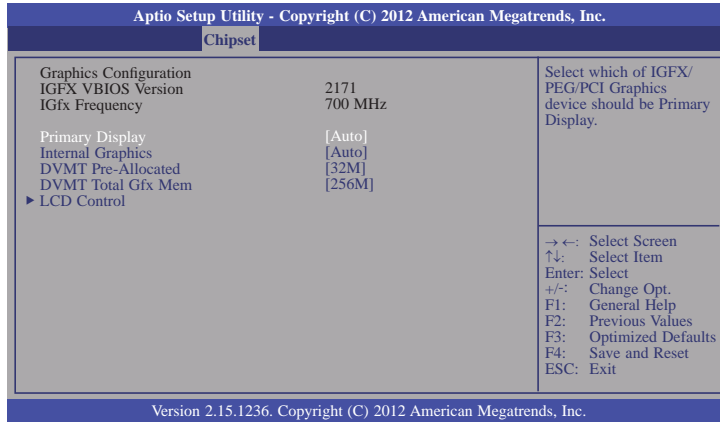 Aptio Setup Utility - Copyright (C) 2012 American Megatrends, Inc.
Chipset
Graphics Configuration
IGFX VBIOS Version 2171
IGfx Frequency 700 MHz
Primary Display [Auto]
Internal Graphics [Auto]
DVMT Pre-Allocated [32M]
DVMT Total Gfx Mem [256M]
▶ LCD Control
Select which of IGFX/
PEG/PCI Graphics
device should be Primary
Display.
→←: Select Screen
↑↓: Select Item
Enter: Select
+/-: Change Opt.
F1: General Help
F2: Previous Values
F3: Optimized Defaults
F4: Save and Reset
ESC: Exit
Version 2.15.1236. Copyright (C) 2012 American Megatrends, Inc.